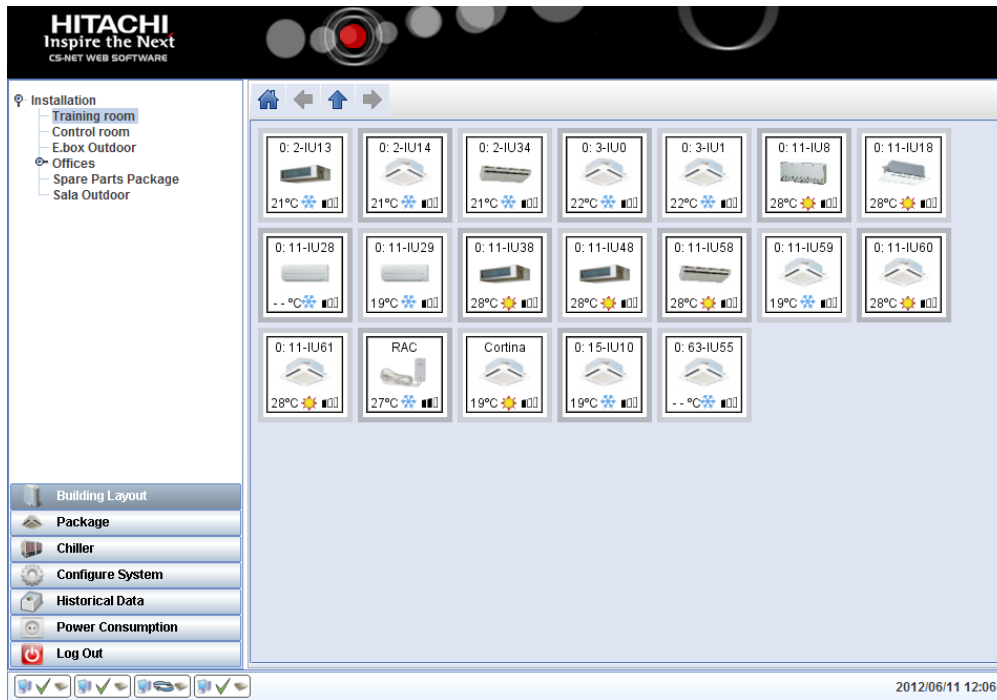 HITACHI
Inspire the Next
CS-NET WEB SOFTWARE
Installation
Training room
Control room
E.box Outdoor
Offices
Spare Parts Package
Sala Outdoor
Building Layout
Package
Chiller
Configure System
Historical Data
Power Consumption
Log Out
0: 2-IU13 0: 2-IU14 0: 2-IU34 0: 3-IU0 0: 3-IU1 0: 11-IU8 0: 11-IU18
21ºC 21ºC 21ºC 22ºC 22ºC 28ºC 28ºC
0: 11-IU28 0: 11-IU29 0: 11-IU38 0: 11-IU48 0: 11-IU58 0: 11-IU59 0: 11-IU60
- - ºC 19ºC 28ºC 28ºC 28ºC 19ºC 28ºC
0: 11-IU61 RAC Cortina 0: 15-IU10 0: 63-IU55
28ºC 27ºC 19ºC 19ºC - - ºC
2012/06/11 12:06